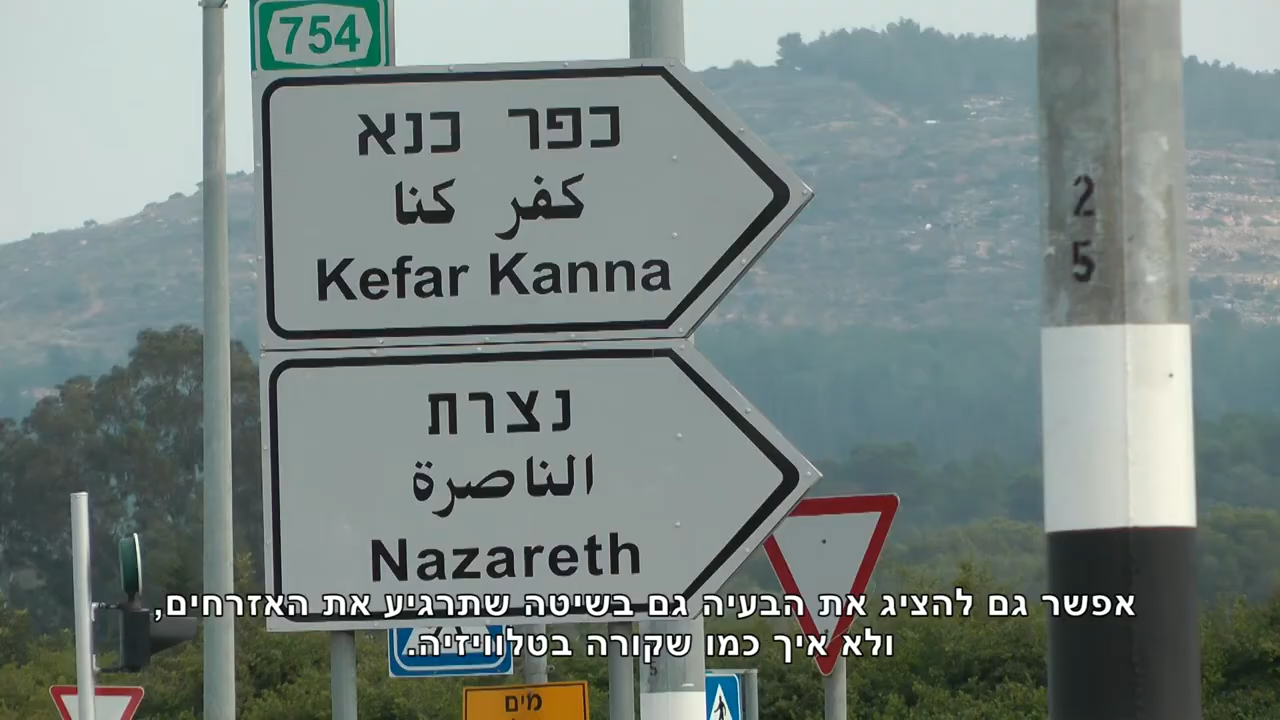 754
כפר כנא
كفر كنا
Kefar Kanna
נצרת
الناصرة
Nazareth
2
5
אפשר גם להציג את הבעיה גם בשיטה שתרגיע את האזרחים,
ולא איך כמו שקורה בטלוויזיה.
מים